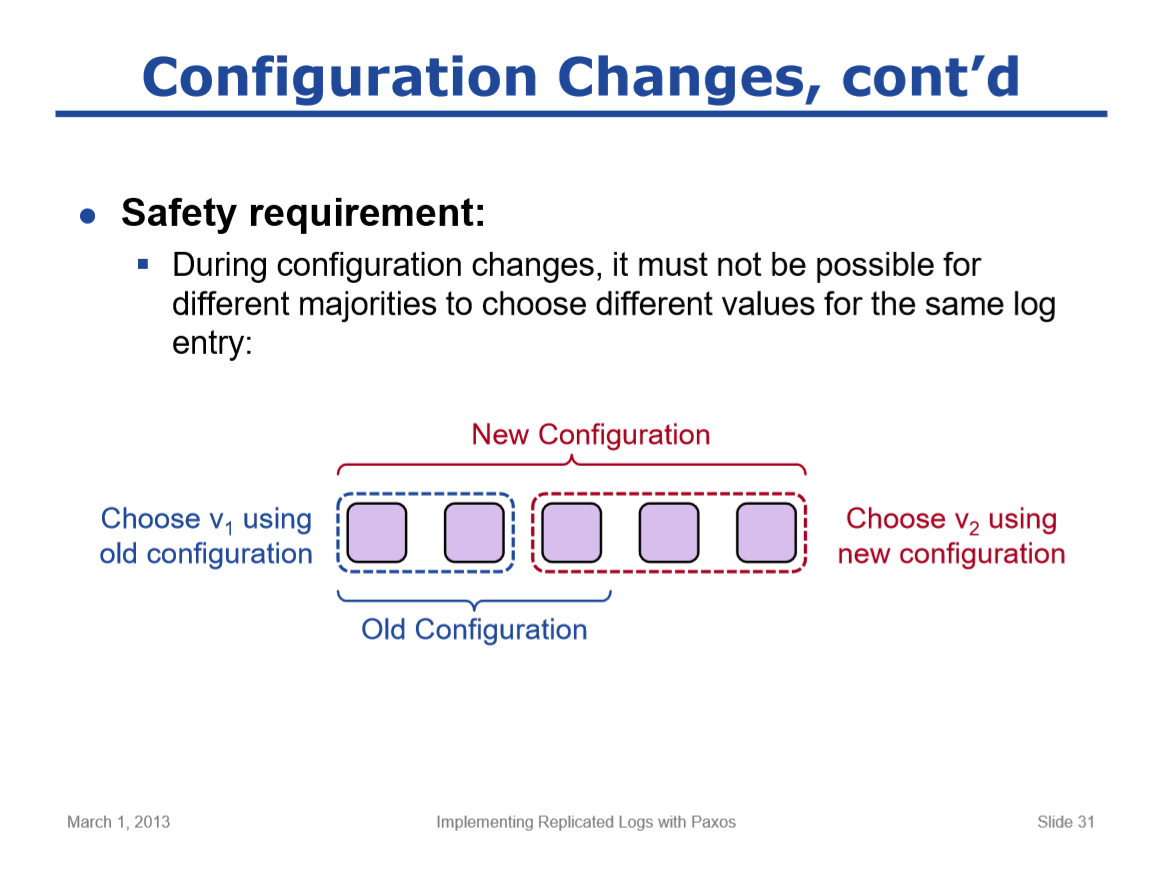 Configuration Changes, cont’d
● Safety requirement:
▪ During configuration changes, it must not be possible for
different majorities to choose different values for the same log
entry:
New Configuration
Choose v₁ using
old configuration
Choose v₂ using
new configuration
Old Configuration
March 1, 2013
Implementing Replicated Logs with Paxos
Slide 31